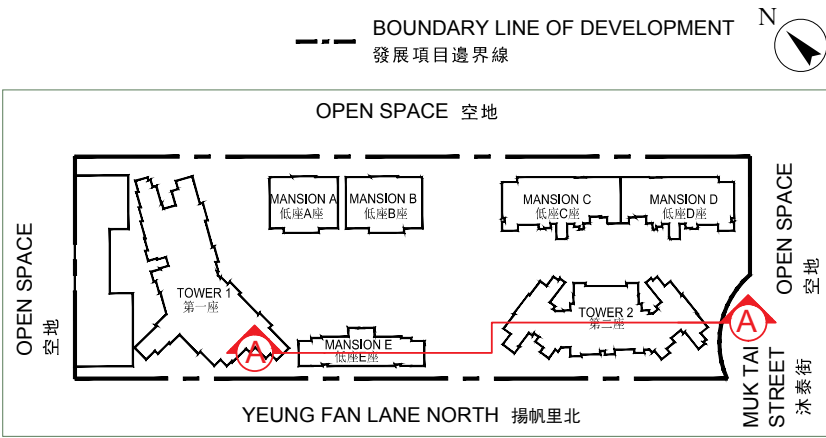 BOUNDARY LINE OF DEVELOPMENT
發展項目邊界線
N
OPEN SPACE 空地
MANSION A
低座A座
MANSION B
低座B座
MANSION C
低座C座
MANSION D
低座D座
OPEN SPACE
空地
OPEN SPACE
空地
TOWER 1
第一座
TOWER 2
第二座
A
A
MANSION E
低座E座
MUK TAI
STREET
沐泰街
YEUNG FAN LANE NORTH 揚帆里北